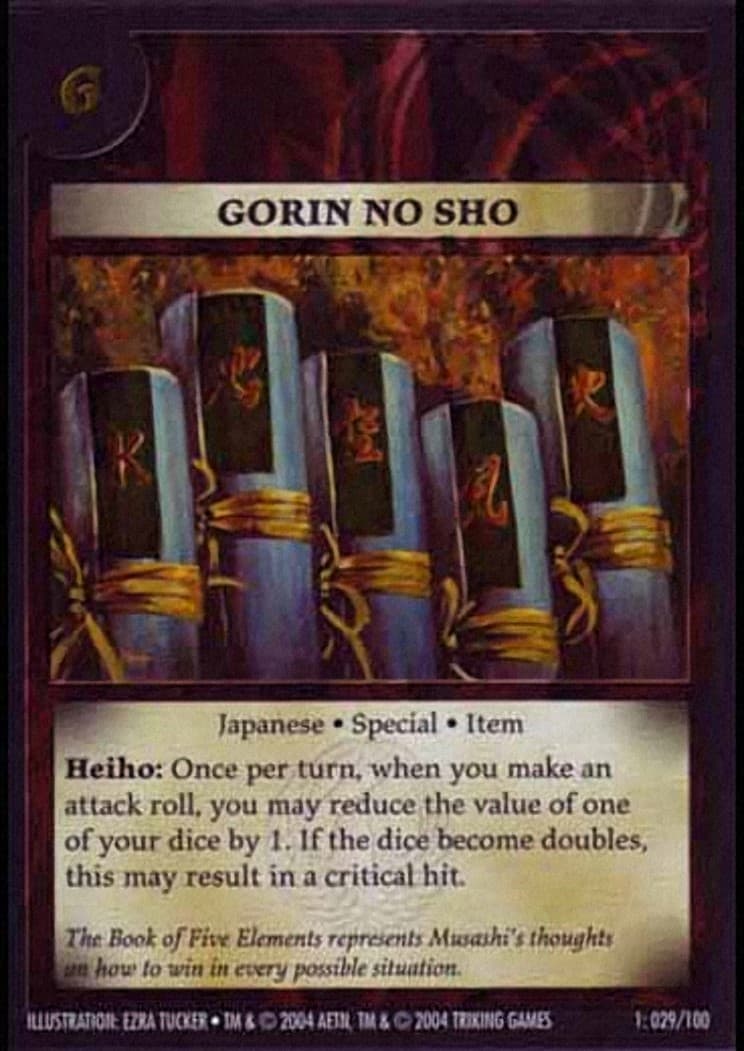 G
GORIN NO SHO
風
火
Japanese • Special • Item
Heiho: Once per turn, when you make an
attack roll, you may reduce the value of one
of your dice by 1. If the dice become doubles,
this may result in a critical hit.
The Book of Five Elements represents Musashi's thoughts
on how to win in every possible situation.
ILLUSTRATION: EZRA TUCKER • TM & © 2004 AETN, TM & © 2004 TRIKING GAMES 1: 029/100